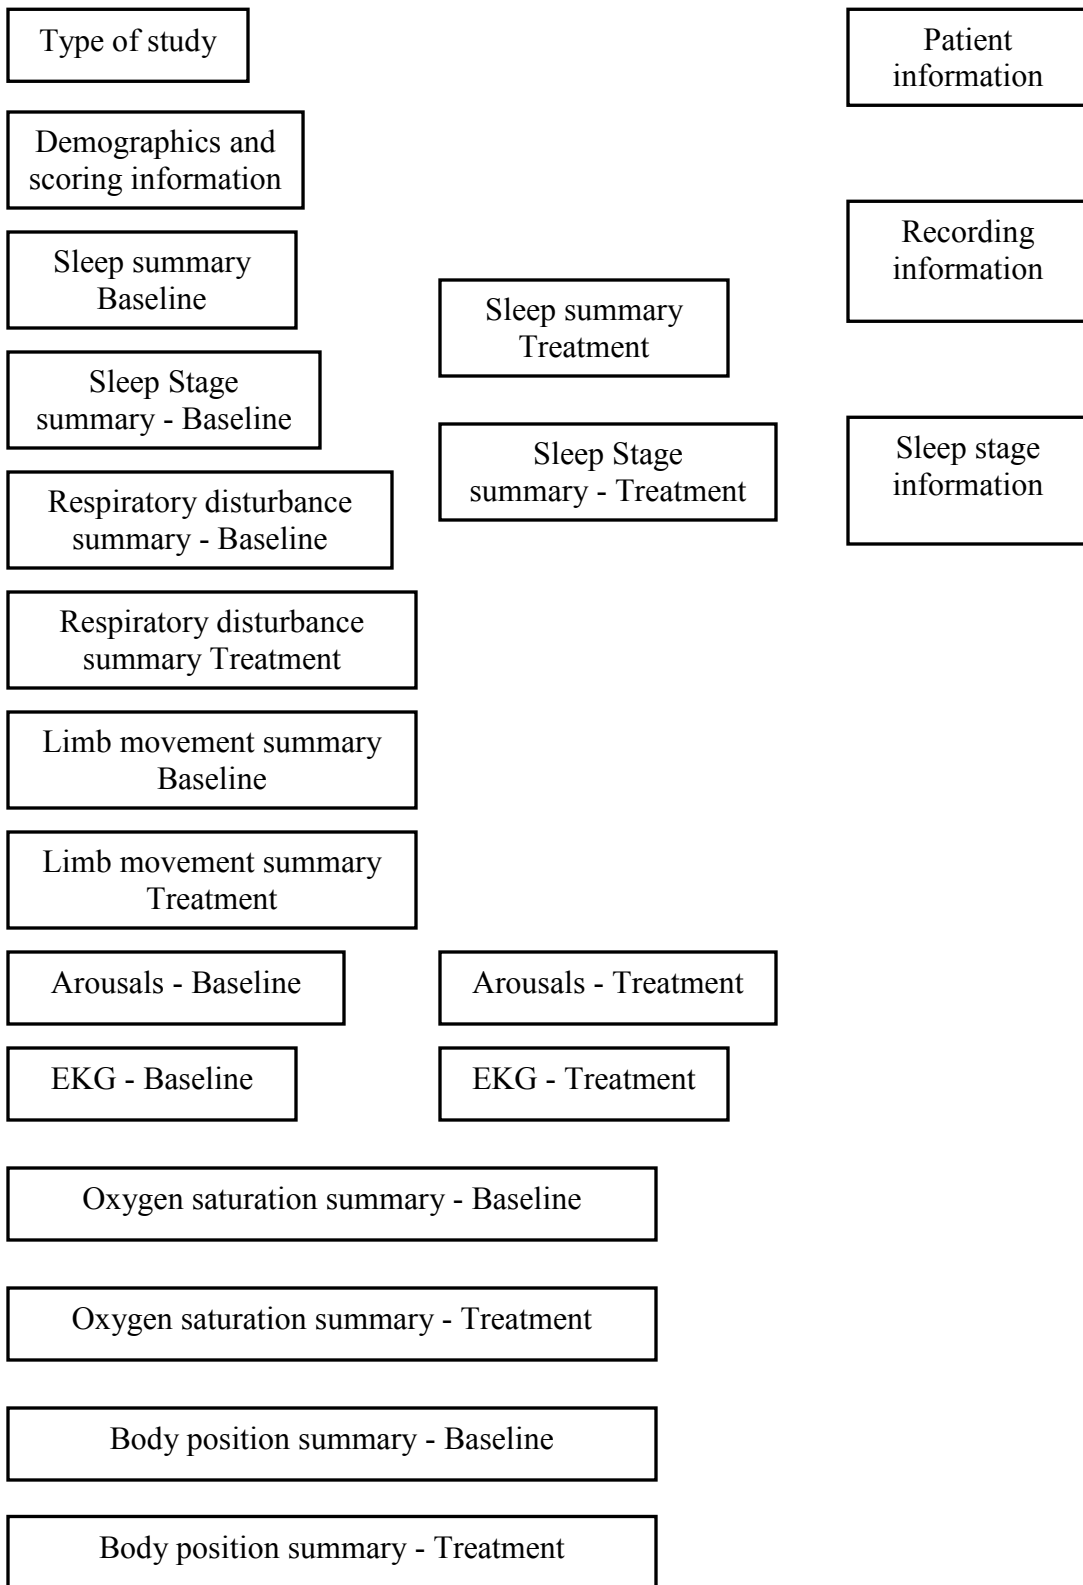 Type of study
Patient
information
Demographics and
scoring information
Recording
information
Sleep summary
Baseline
Sleep summary
Treatment
Sleep Stage
summary - Baseline
Sleep Stage
summary - Treatment
Sleep stage
information
Respiratory disturbance
summary - Baseline
Respiratory disturbance
summary Treatment
Limb movement summary
Baseline
Limb movement summary
Treatment
Arousals - Baseline
Arousals - Treatment
EKG - Baseline
EKG - Treatment
Oxygen saturation summary - Baseline
Oxygen saturation summary - Treatment
Body position summary - Baseline
Body position summary - Treatment